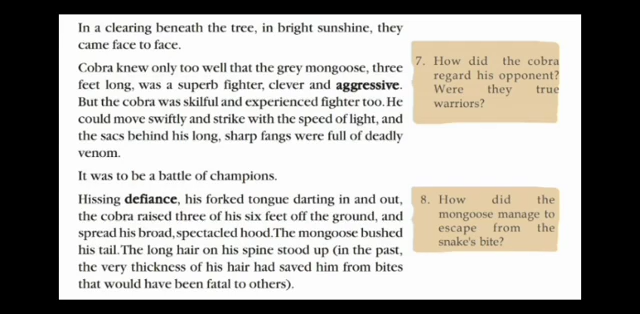 In a clearing beneath the tree, in bright sunshine, they
came face to face.
Cobra knew only too well that the grey mongoose, three
feet long, was a superb fighter, clever and aggressive.
But the cobra was skilful and experienced fighter too. He
could move swiftly and strike with the speed of light, and
the sacs behind his long, sharp fangs were full of deadly
venom.
It was to be a battle of champions.
Hissing defiance, his forked tongue darting in and out,
the cobra raised three of his six feet off the ground, and
spread his broad, spectacled hood. The mongoose bushed
his tail. The long hair on his spine stood up (in the past,
the very thickness of his hair had saved him from bites
that would have been fatal to others).
7. How did the cobra
regard his opponent?
Were they true
warriors?
8. How did the
mongoose manage to
escape from the
snake's bite?